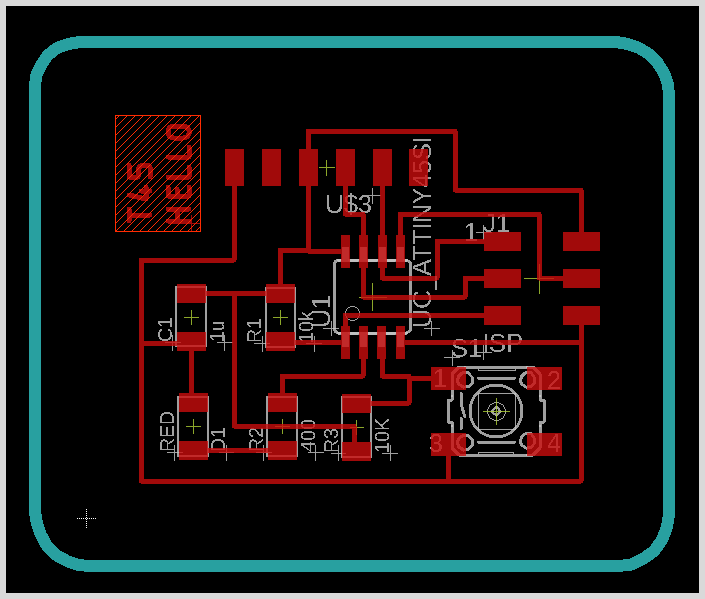 T45
HELLO
U$3
UC_ATTINY45SI
1
J1
U1
C1
1u
R1
10k
S1
ISP
1
2
3
4
RED
D1
R2
400
R3
10K